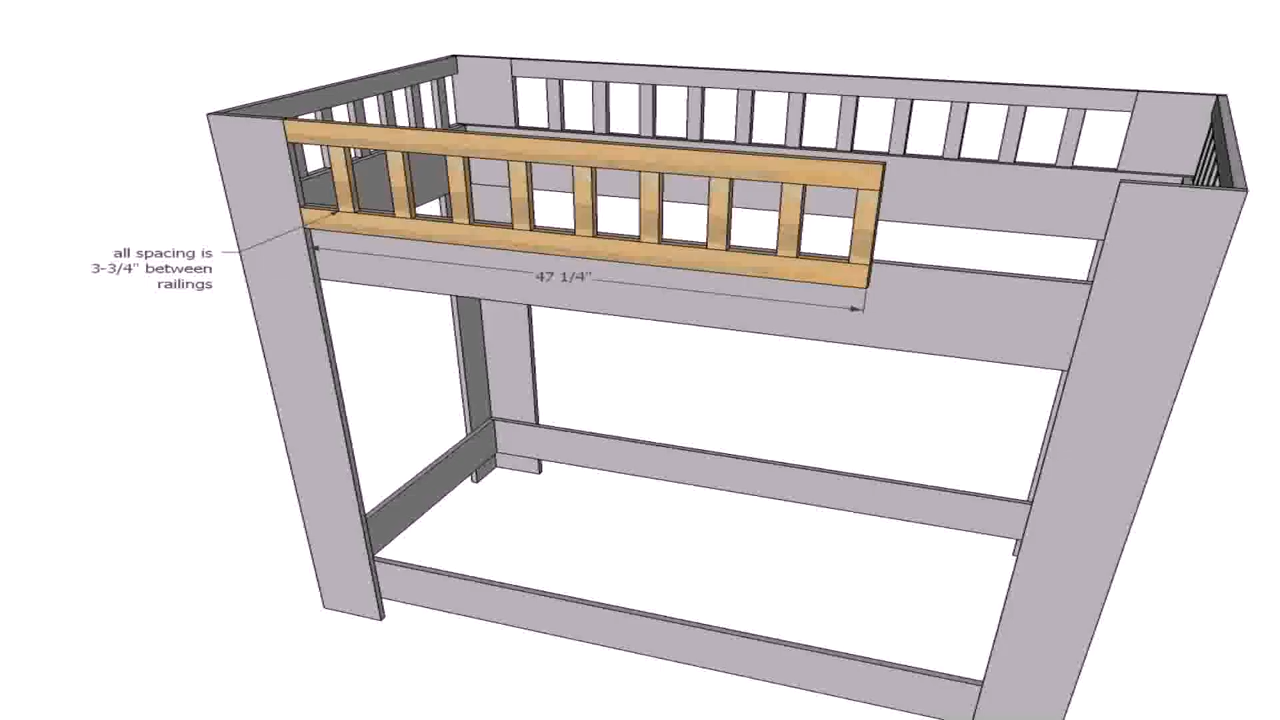 all spacing is
3-3/4" between
railings
47 1/4"